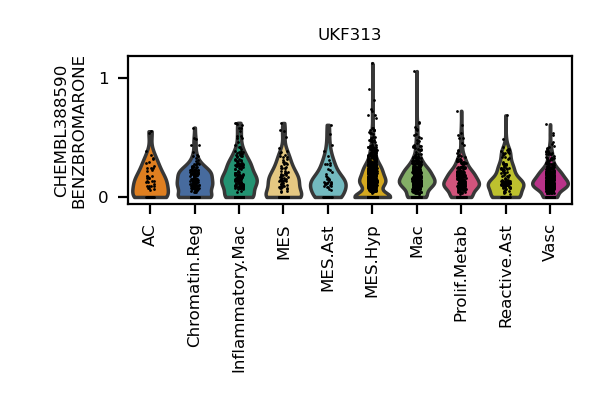 UKF313
CHEMBL388590
BENZBROMARONE
1
0
AC
Chromatin.Reg
Inflammatory.Mac
MES
MES.Ast
MES.Hyp
Mac
Prolif.Metab
Reactive.Ast
Vasc